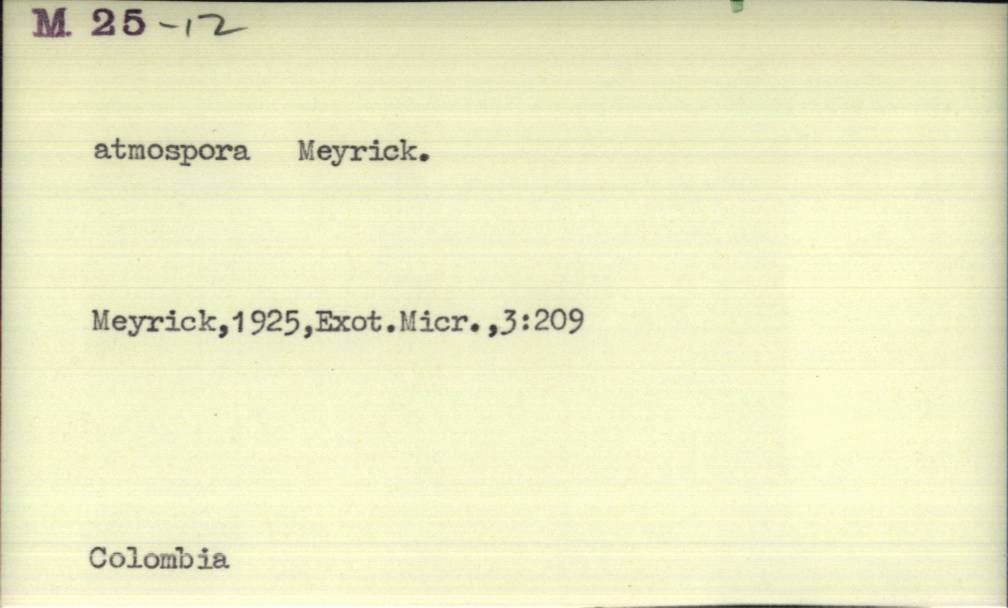 M. 25 -12
atmospora Meyrick.
Meyrick,1925,Exot.Micr.,3:209
Colombia